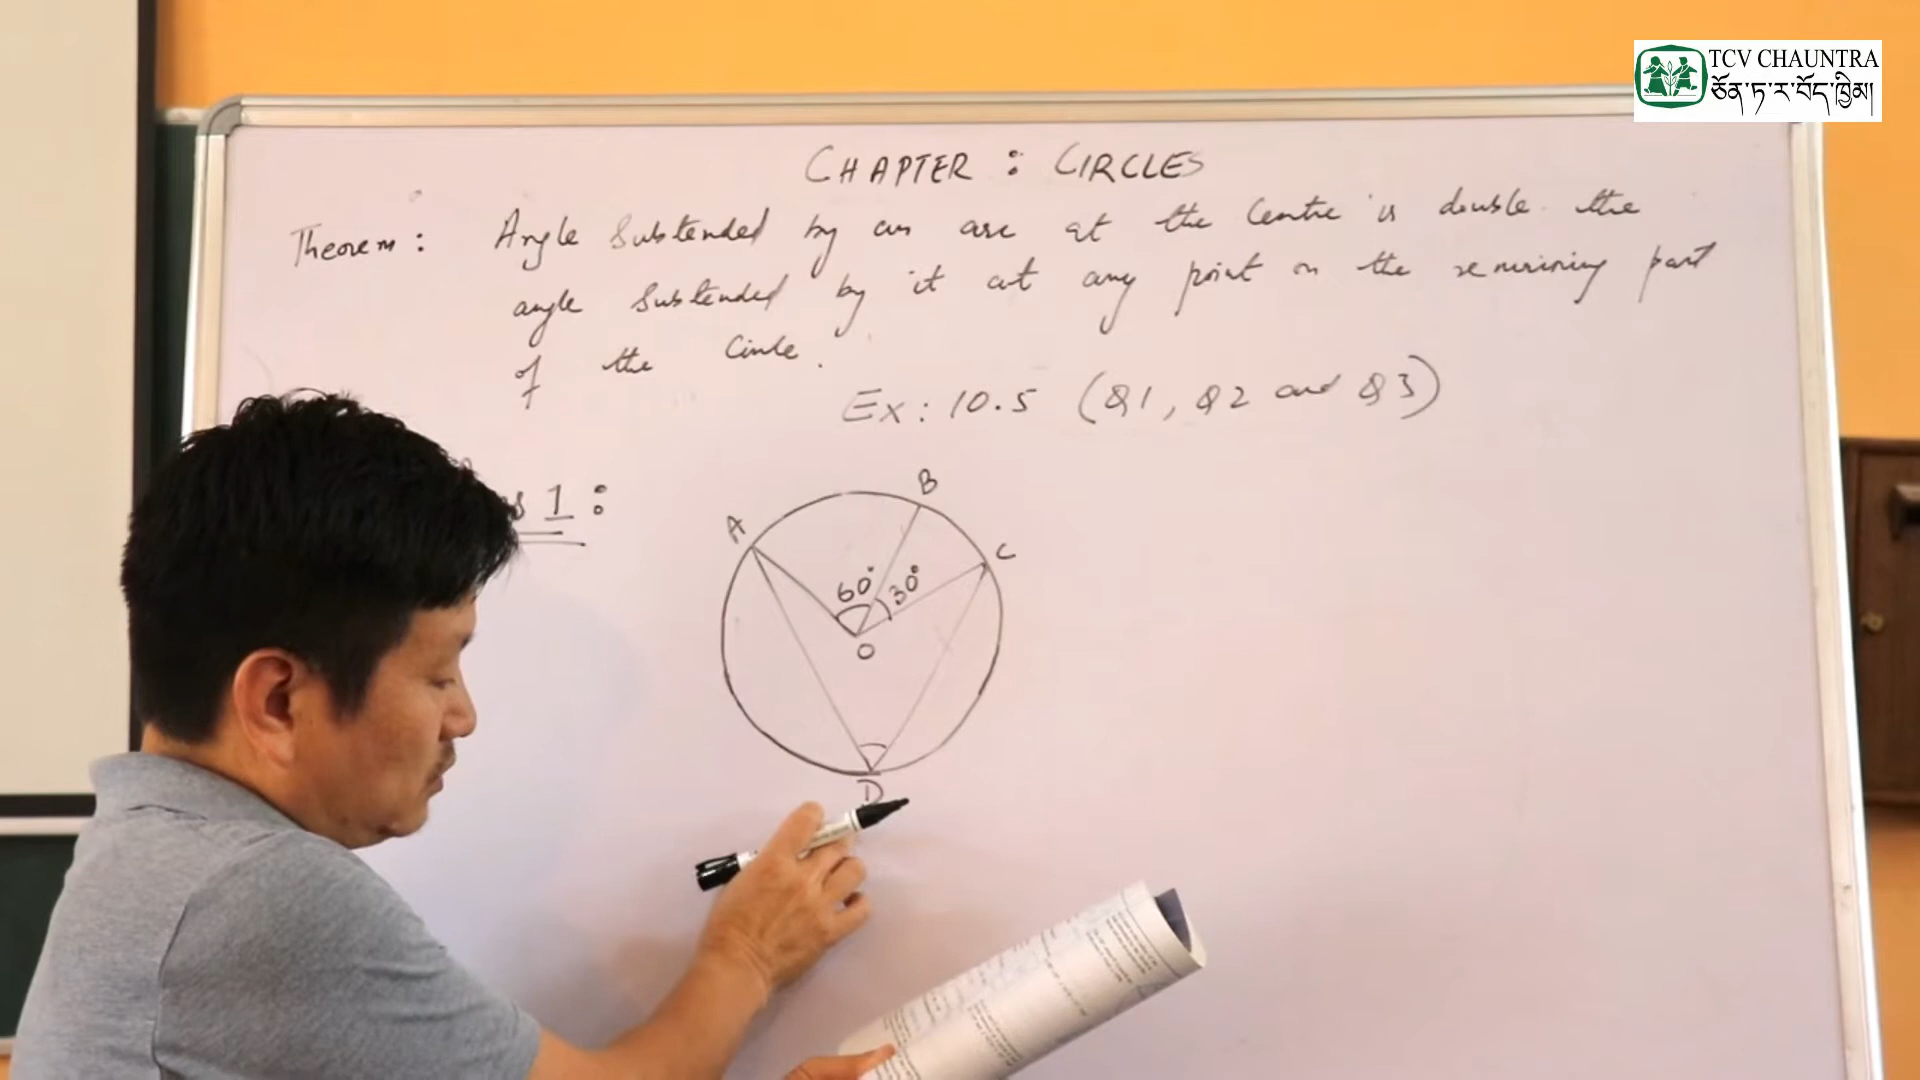 TCV CHAUNTRA
ཅོན་ཏ་ར་བོད་ཁྱིམ།
CHAPTER : CIRCLES
Theorem : Angle Subtended by an arc at the Centre is double the
angle subtended by it at any point on the remaining part
of the Circle.
Ex: 10.5 (Q1, Q2 and Q3)
1 :
B
A
C
60°
30°
O
D